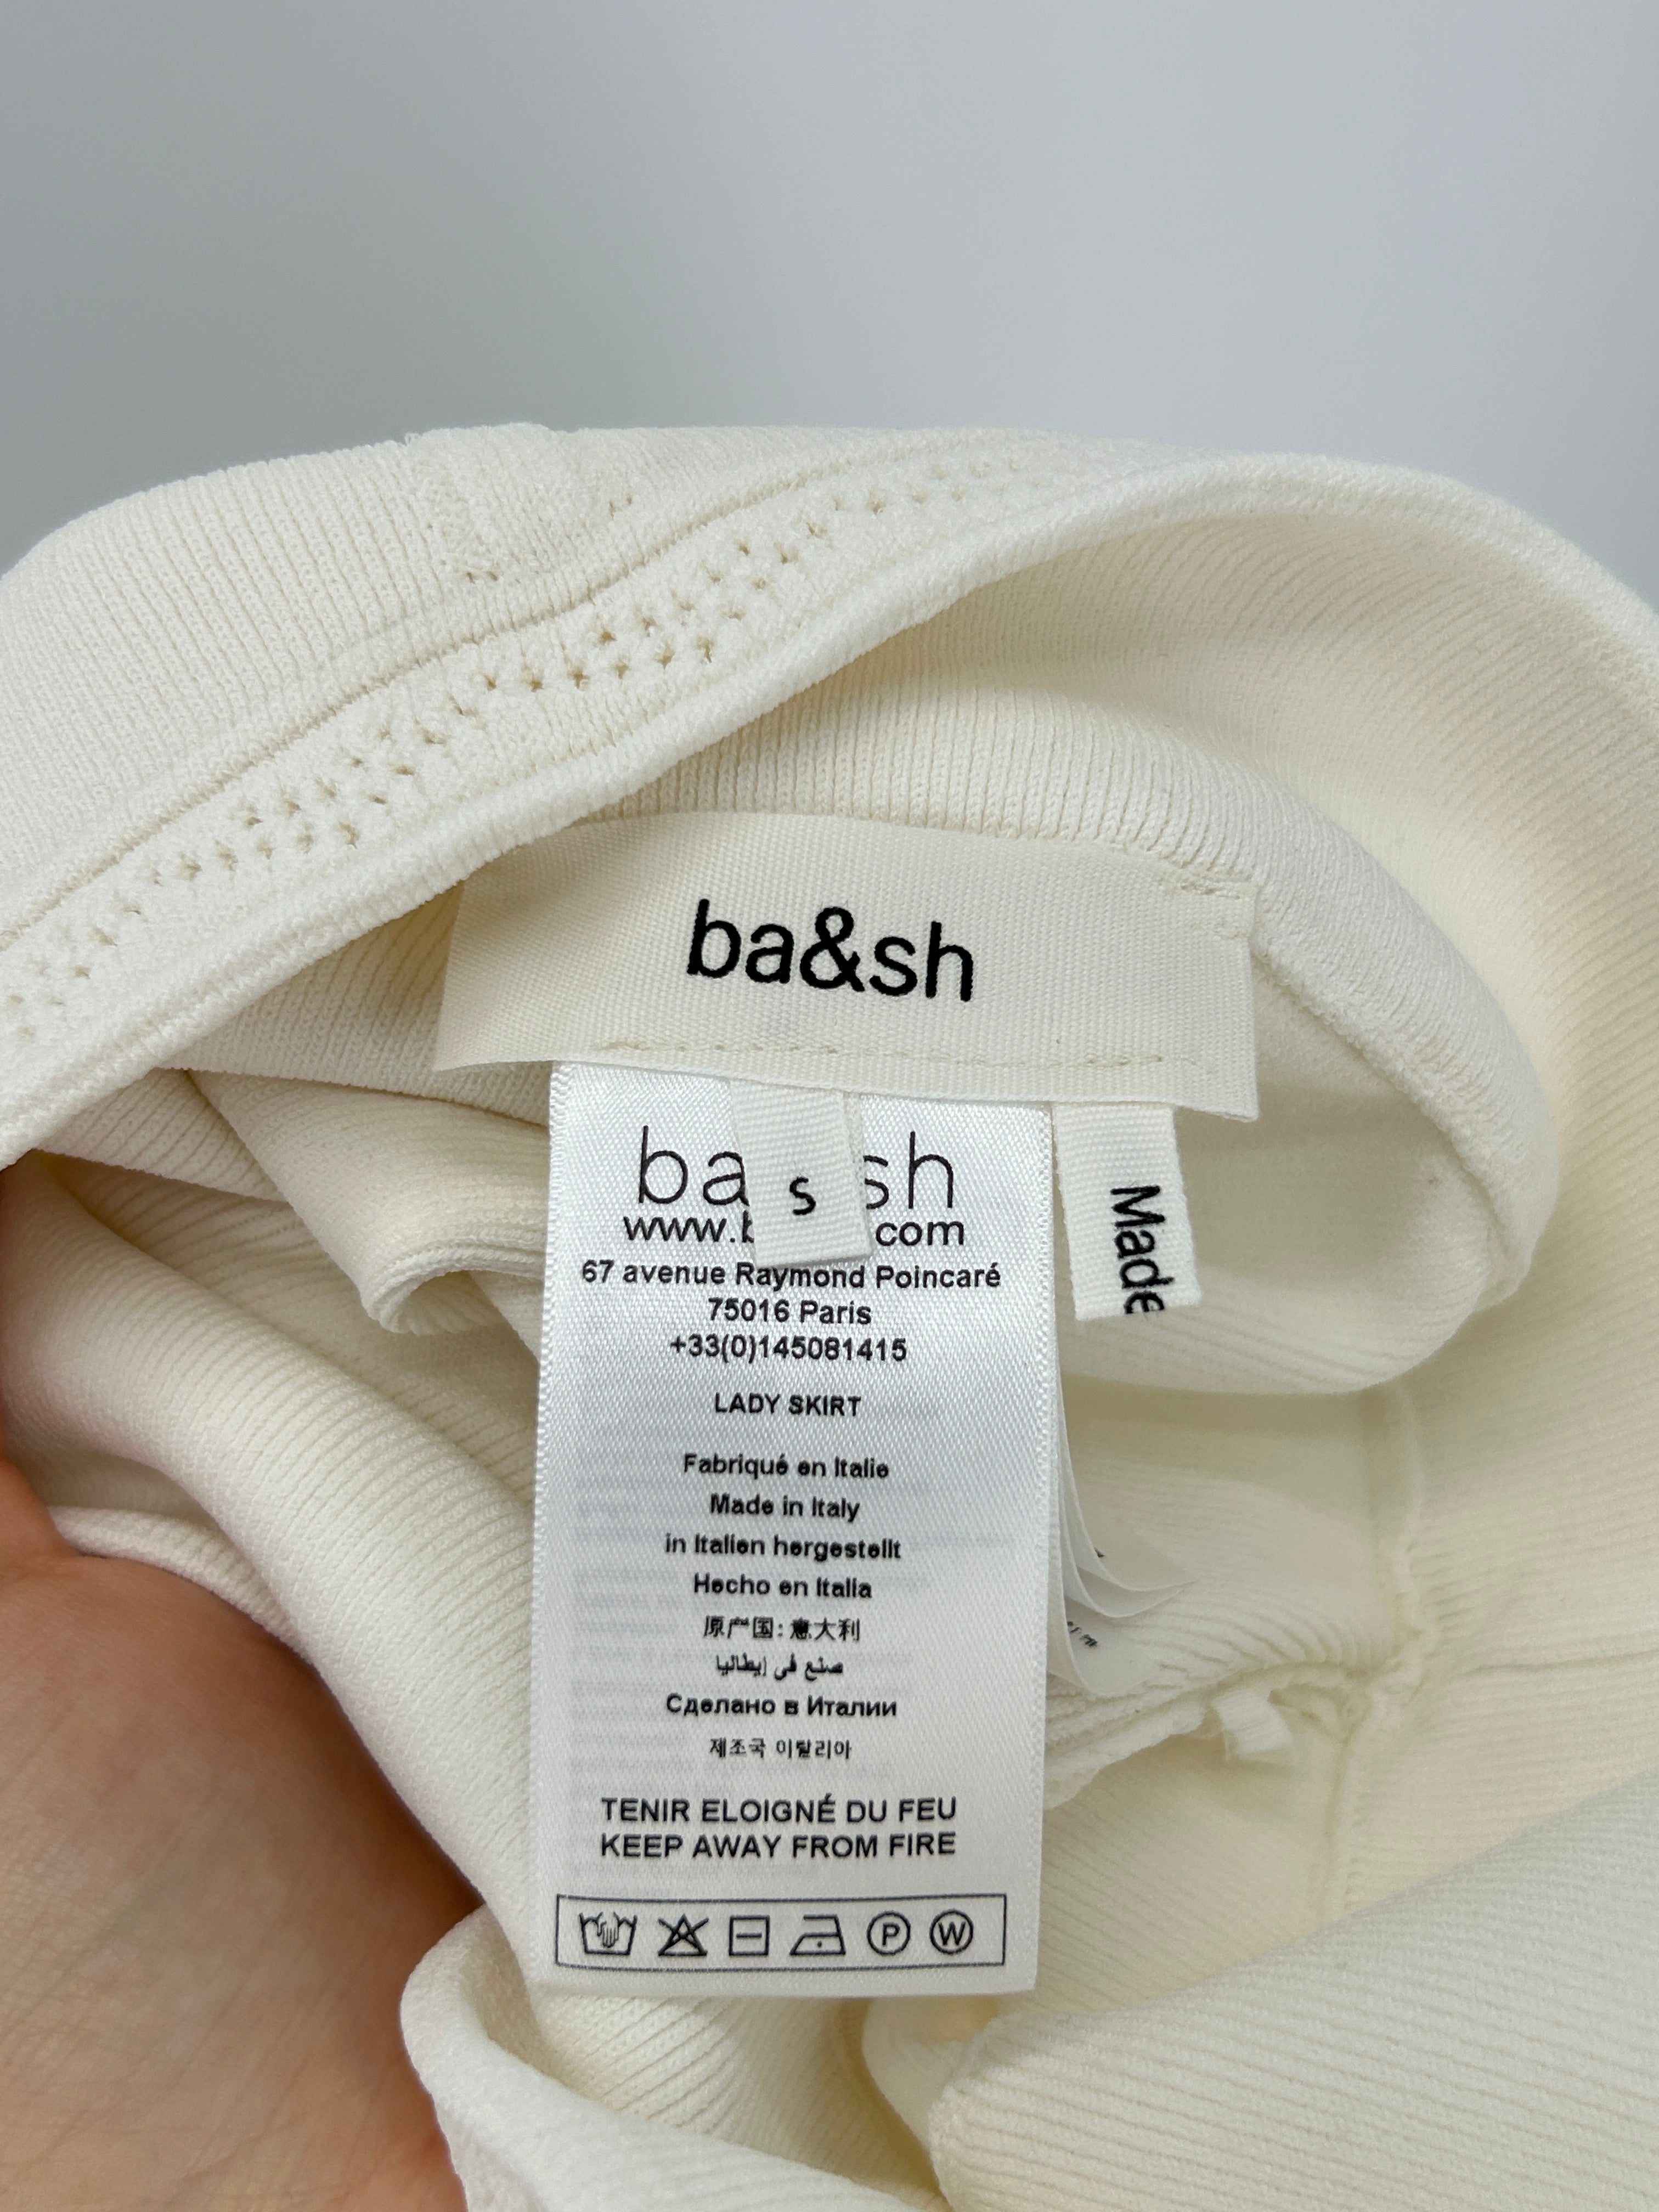 ba&sh
ba sh
S
www.b com
67 avenue Raymond Poincaré
75016 Paris
+33(0)145081415
LADY SKIRT
Fabriqué en Italie
Made in Italy
in Italien hergestellt
Hecho en Italia
原产国: 意大利
صنع في إيطاليا
Сделано в Италии
제조국 이탈리아
TENIR ELOIGNÉ DU FEU
KEEP AWAY FROM FIRE
P W
Made